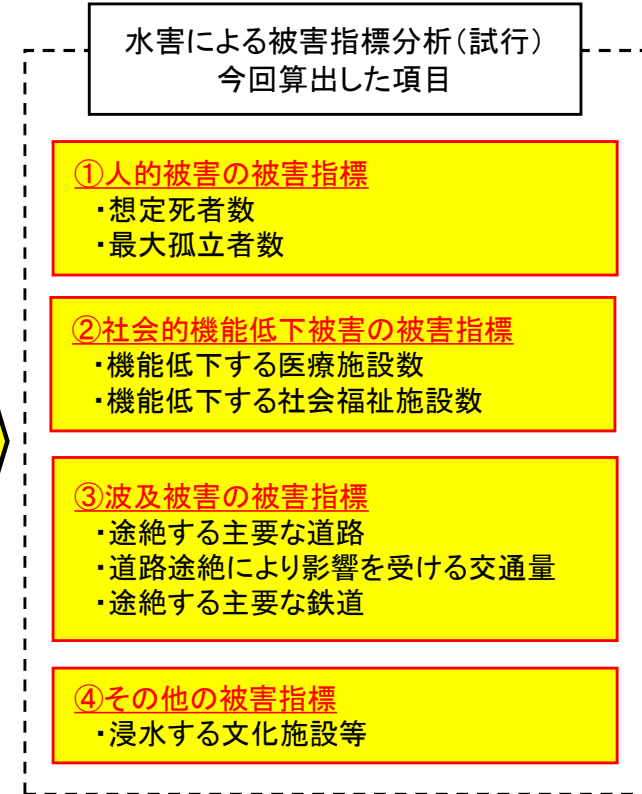 水害による被害指標分析(試行)
今回算出した項目
①人的被害の被害指標
・想定死者数
・最大孤立者数
②社会的機能低下被害の被害指標
・機能低下する医療施設数
・機能低下する社会福祉施設数
③波及被害の被害指標
・途絶する主要な道路
・道路途絶により影響を受ける交通量
・途絶する主要な鉄道
④その他の被害指標
・浸水する文化施設等